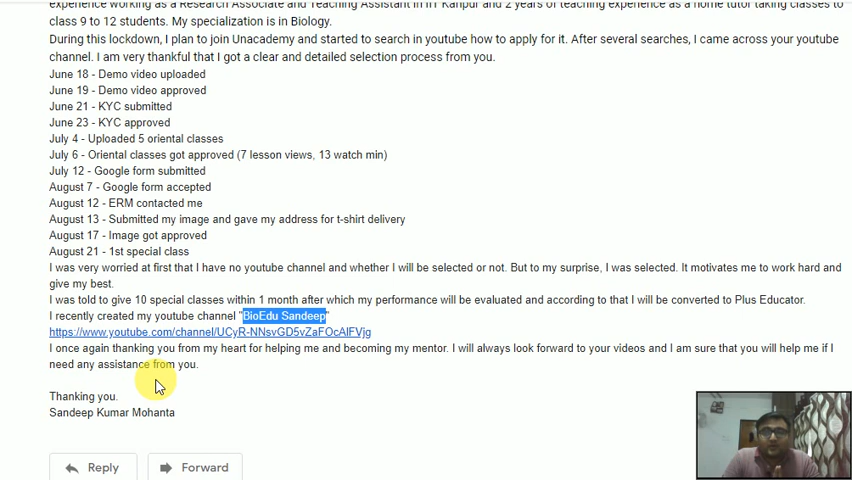 experience working as a Research Associate and Teaching Assistant in IIT Kanpur and 2 years of teaching experience as a home tutor taking classes to
class 9 to 12 students. My specialization is in Biology.
During this lockdown, I plan to join Unacademy and started to search in youtube how to apply for it. After several searches, I came across your youtube
channel. I am very thankful that I got a clear and detailed selection process from you.
June 18 - Demo video uploaded
June 19 - Demo video approved
June 21 - KYC submitted
June 23 - KYC approved
July 4 - Uploaded 5 oriental classes
July 6 - Oriental classes got approved (7 lesson views, 13 watch min)
July 12 - Google form submitted
August 7 - Google form accepted
August 12 - ERM contacted me
August 13 - Submitted my image and gave my address for t-shirt delivery
August 17 - Image got approved
August 21 - 1st special class
I was very worried at first that I have no youtube channel and whether I will be selected or not. But to my surprise, I was selected. It motivates me to work hard and
give my best.
I was told to give 10 special classes within 1 month after which my performance will be evaluated and according to that I will be converted to Plus Educator.
I recently created my youtube channel "BioEdu Sandeep"
https://www.youtube.com/channel/UCyR-NNsvGD5vZaFOcAlFVjg
I once again thanking you from my heart for helping me and becoming my mentor. I will always look forward to your videos and I am sure that you will help me if I
need any assistance from you.
Thanking you.
Sandeep Kumar Mohanta
Reply
Forward